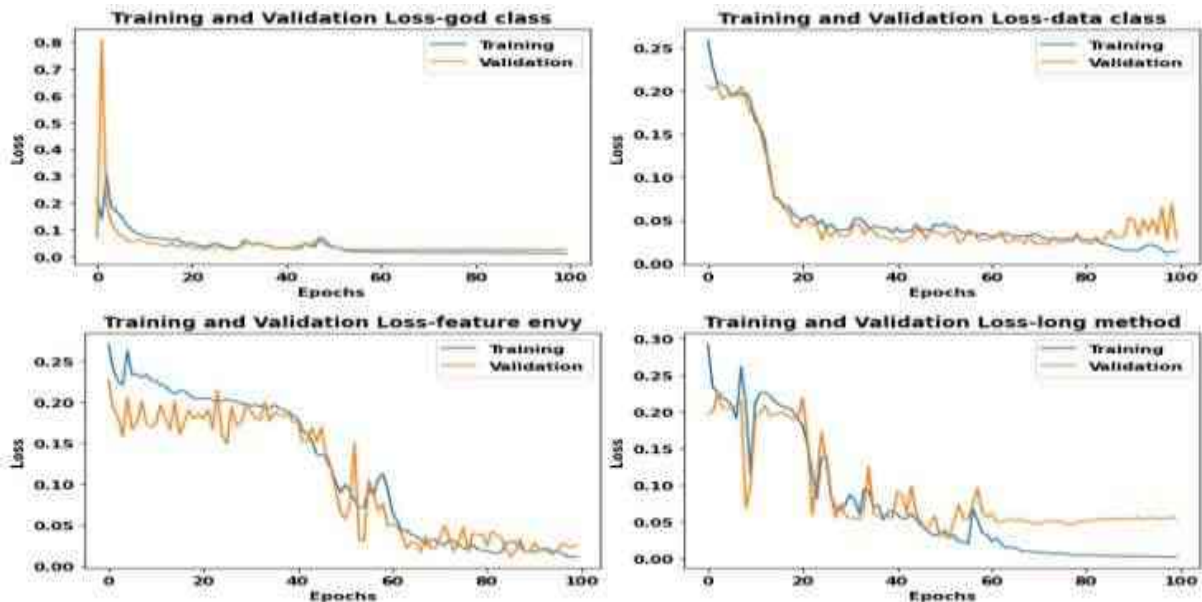 Training and Validation Loss-god class
Training
Validation
Loss
0.8
0.7
0.6
0.5
0.4
0.3
0.2
0.1
0.0
0 20 40 60 80 100
Epochs
Training and Validation Loss-data class
Training
Validation
Loss
0.25
0.20
0.15
0.10
0.05
0.00
0 20 40 60 80 100
Epochs
Training and Validation Loss-feature envy
Training
Validation
Loss
0.25
0.20
0.15
0.10
0.05
0.00
0 20 40 60 80 100
Epochs
Training and Validation Loss-long method
Training
Validation
Loss
0.30
0.25
0.20
0.15
0.10
0.05
0.00
0 20 40 60 80 100
Epochs